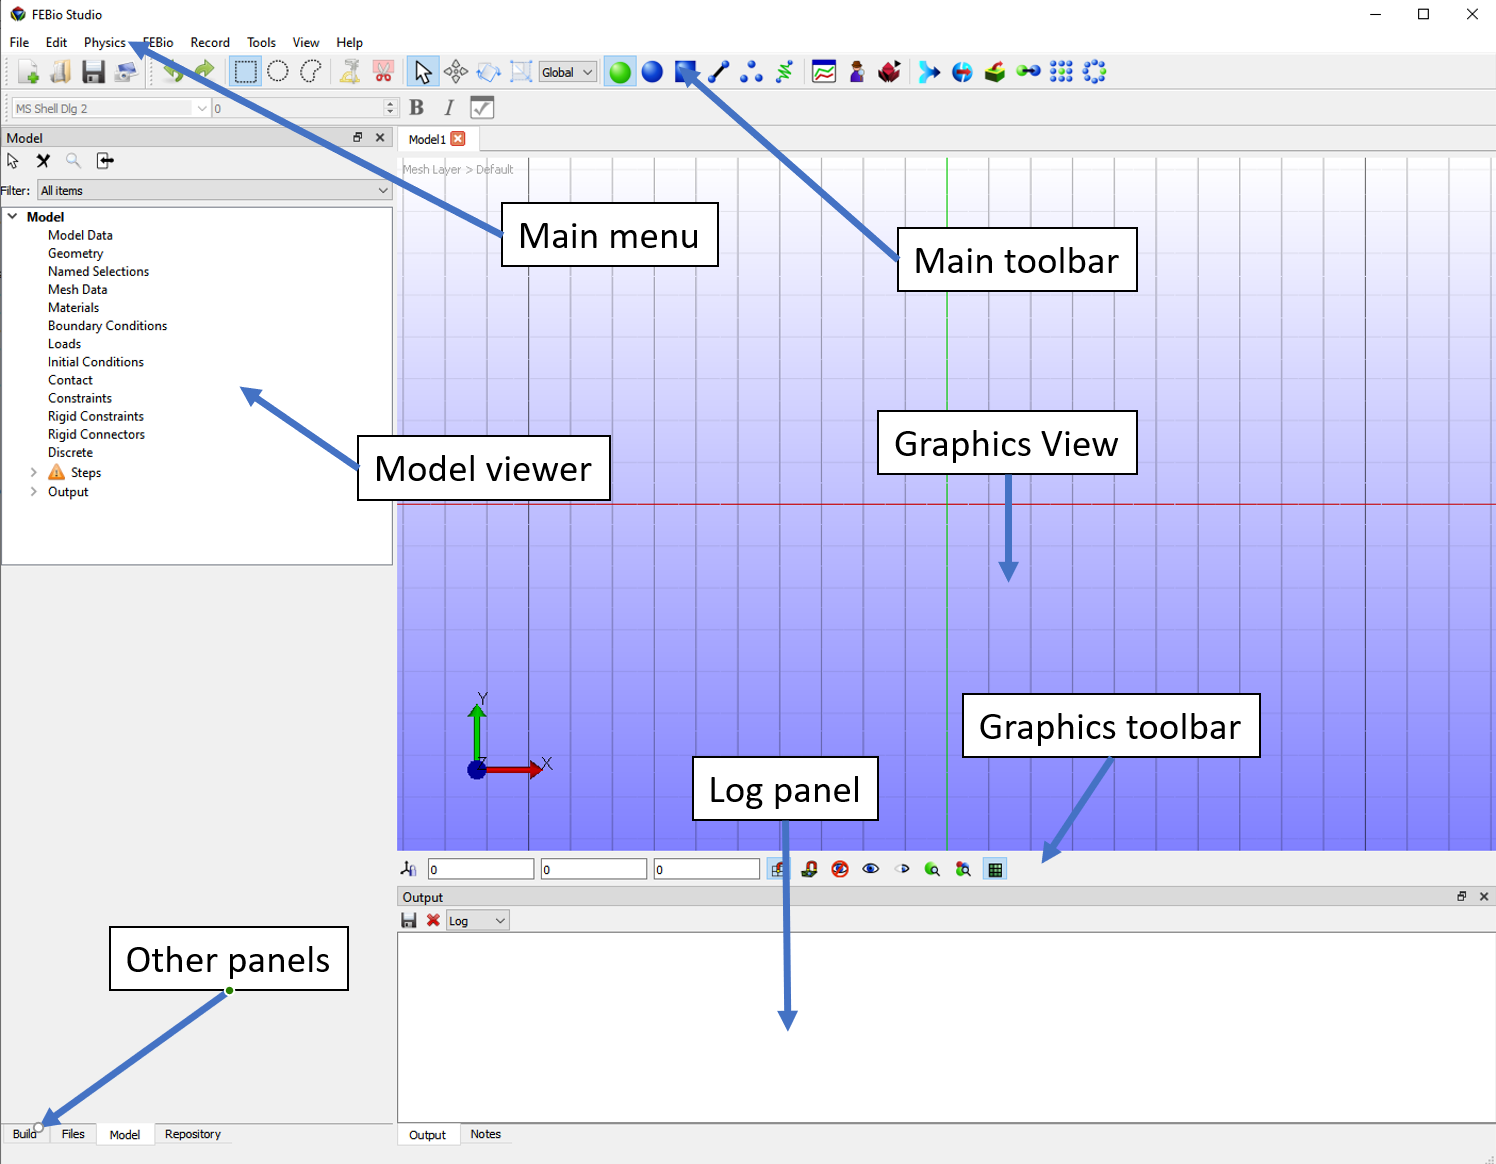 FEBio Studio
File Edit Physics FEBio Record Tools View Help
Global
MS Shell Dlg 2 0 B I
Model
Model1
Mesh Layer > Default
Filter: All items
Model
Model Data
Geometry
Named Selections
Mesh Data
Materials
Boundary Conditions
Loads
Initial Conditions
Contact
Constraints
Rigid Constraints
Rigid Connectors
Discrete
Steps
Output
Main menu
Main toolbar
Model viewer
Graphics View
Graphics toolbar
Log panel
Y
Z
X
0 0 0
Output
Log
Other panels
Build Files Model Repository
Output Notes